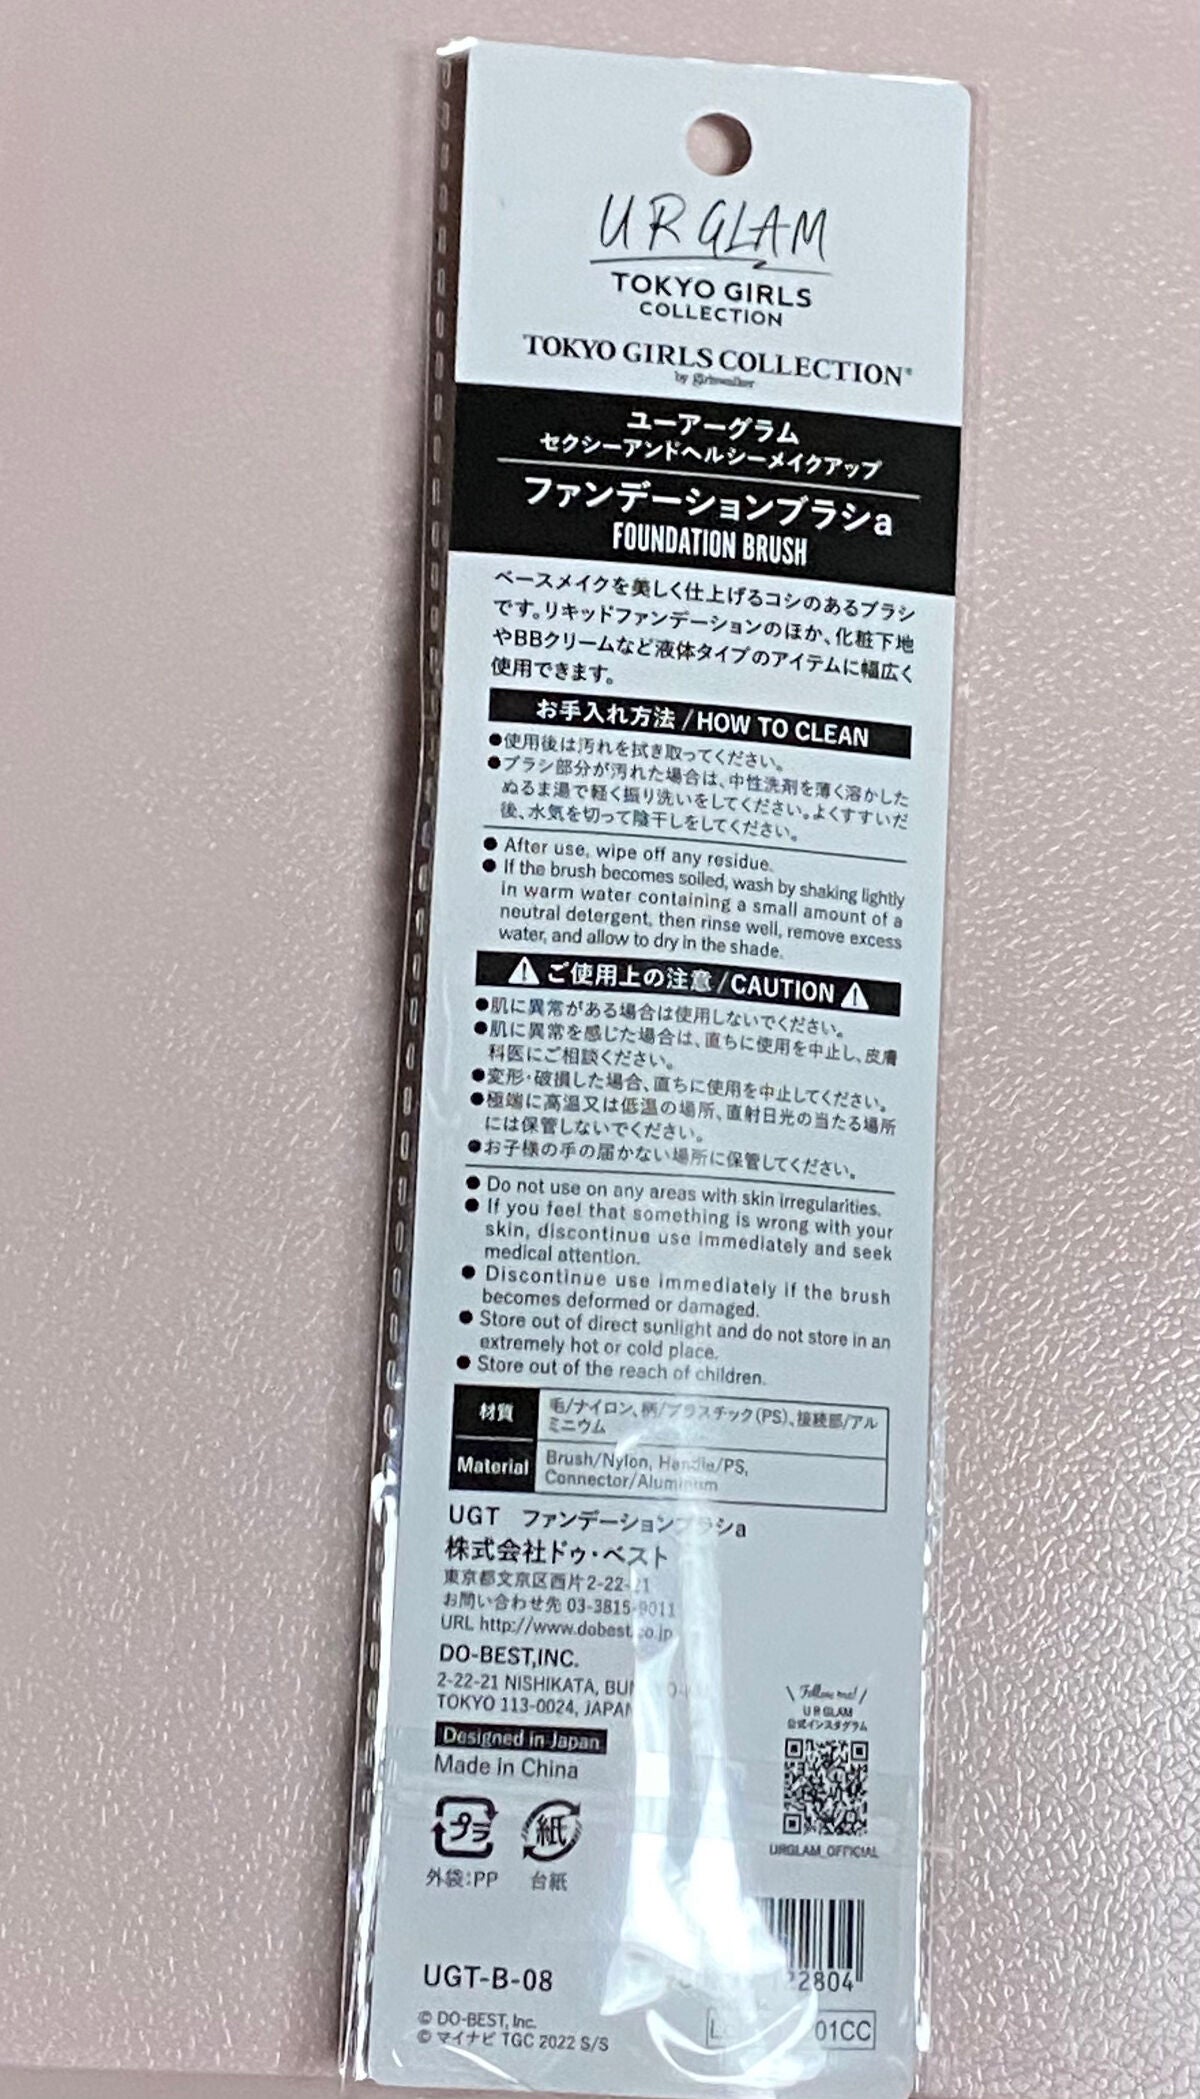 UR GLAM
TOKYO GIRLS
COLLECTION
TOKYO GIRLS COLLECTION
by girlswalker
ユーアーグラム
セクシーアンドヘルシーメイクアップ
ファンデーションブラシa
FOUNDATION BRUSH
ベースメイクを美しく仕上げるコシのあるブラシ
です。リキッドファンデーションのほか、化粧下地
やBBクリームなど液体タイプのアイテムに幅広く
使用できます。
お手入れ方法/HOW TO CLEAN
●使用後は汚れを拭き取ってください。
●ブラシ部分が汚れた場合は、中性洗剤を薄く溶かした
ぬるま湯で軽く振り洗いをしてください。よくすすいだ
後、水気を切って陰干しをしてください。
● After use, wipe off any residue.
● If the brush becomes soiled, wash by shaking lightly
in warm water containing a small amount of a
neutral detergent, then rinse well, remove excess
water, and allow to dry in the shade.
⚠ご使用上の注意/CAUTION⚠
●肌に異常がある場合は使用しないでください。
●肌に異常を感じた場合は、直ちに使用を中止し、皮膚
科医にご相談ください。
●変形・破損した場合、直ちに使用を中止してください。
●極端に高温又は低温の場所、直射日光の当たる場所
には保管しないでください。
●お子様の手の届かない場所に保管してください。
● Do not use on any areas with skin irregularities.
● If you feel that something is wrong with your
skin, discontinue use immediately and seek
medical attention.
● Discontinue use immediately if the brush
becomes deformed or damaged.
● Store out of direct sunlight and do not store in an
extremely hot or cold place.
● Store out of the reach of children.
材質
毛/ナイロン、柄/プラスチック(PS)、接続部/アル
ミニウム
Material
Brush/Nylon, Handle/PS,
Connector/Aluminum
UGT ファンデーションブラシa
株式会社ドゥ・ベスト
東京都文京区西片2-22-21
お問い合わせ先 03-3815-9011
URL http://www.dobest.co.jp
DO-BEST,INC.
2-22-21 NISHIKATA,
TOKYO 113-0024, JAPAN
Designed in Japan
Made in China
プラ
紙
外袋:PP
台紙
Follow me!
UR GLAM
公式インスタグラム
URGLAM_OFFICIAL
UGT-B-08
122804
01CC
© DO-BEST, Inc.
© マイナビ TGC 2022 S/S